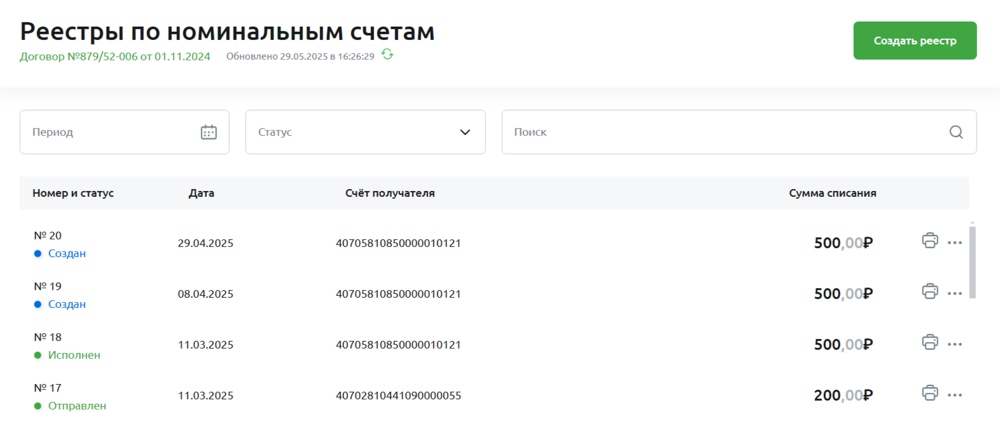 Реестры по номинальным счетам
Создать реестр
Договор №879/52-006 от 01.11.2024 Обновлено 29.05.2025 в 16:26:29
Период Статус Поиск
Номер и статус Дата Счёт получателя Сумма списания
№ 20
29.04.2025 40705810850000010121 500,00₽
Создан
№ 19
08.04.2025 40705810850000010121 500,00₽
Создан
№ 18
11.03.2025 40705810850000010121 500,00₽
Исполнен
№ 17
11.03.2025 40702810441090000055 200,00₽
Отправлен